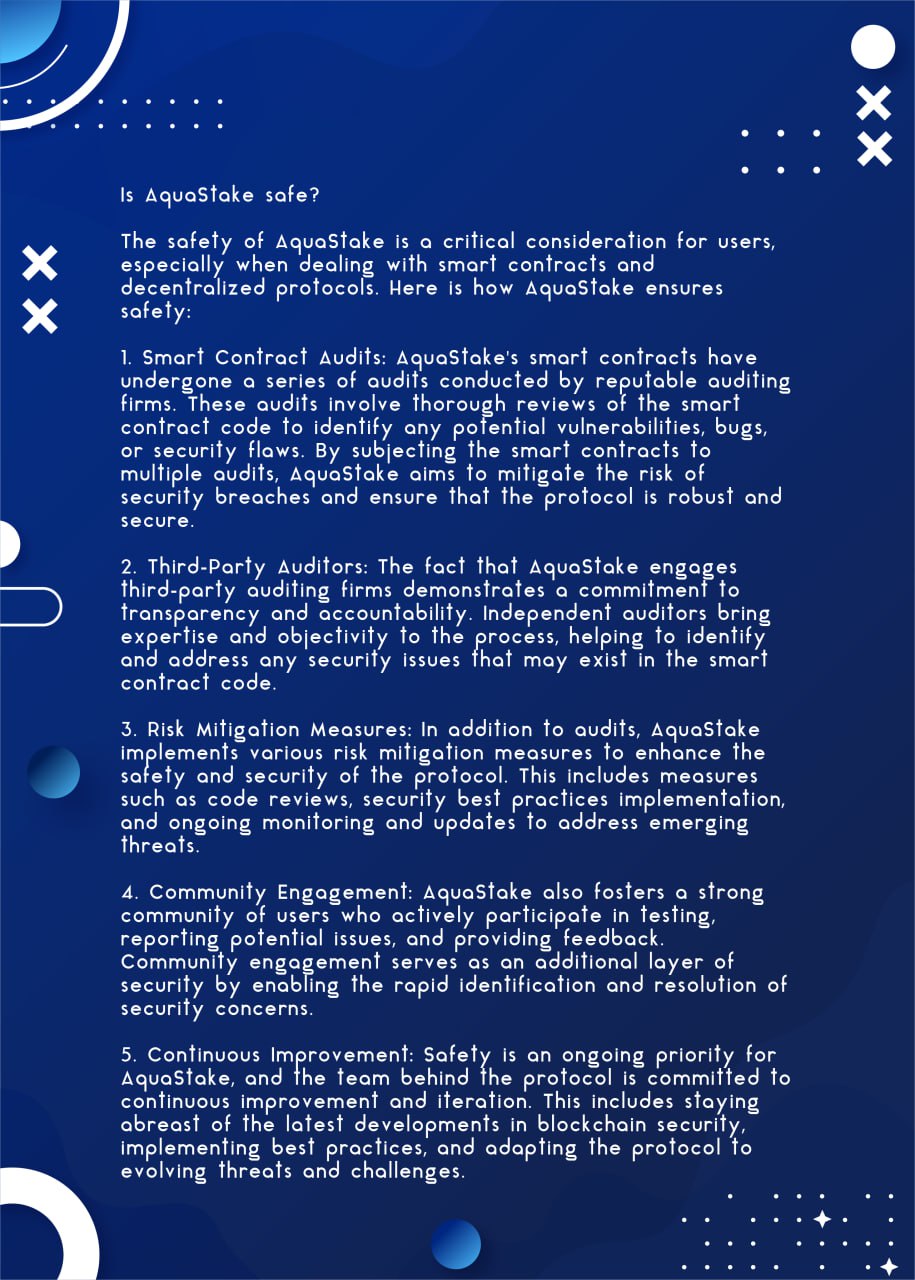 Is AquaStake safe?
The safety of AquaStake is a critical consideration for users,
especially when dealing with smart contracts and
decentralized protocols. Here is how AquaStake ensures
safety:
1. Smart Contract Audits: AquaStake's smart contracts have
undergone a series of audits conducted by reputable auditing
firms. These audits involve thorough reviews of the smart
contract code to identify any potential vulnerabilities, bugs,
or security flaws. By subjecting the smart contracts to
multiple audits, AquaStake aims to mitigate the risk of
security breaches and ensure that the protocol is robust and
secure.
2. Third-Party Auditors: The fact that AquaStake engages
third-party auditing firms demonstrates a commitment to
transparency and accountability. Independent auditors bring
expertise and objectivity to the process, helping to identify
and address any security issues that may exist in the smart
contract code.
3. Risk Mitigation Measures: In addition to audits, AquaStake
implements various risk mitigation measures to enhance the
safety and security of the protocol. This includes measures
such as code reviews, security best practices implementation,
and ongoing monitoring and updates to address emerging
threats.
4. Community Engagement: AquaStake also fosters a strong
community of users who actively participate in testing,
reporting potential issues, and providing feedback.
Community engagement serves as an additional layer of
security by enabling the rapid identification and resolution of
security concerns.
5. Continuous Improvement: Safety is an ongoing priority for
AquaStake, and the team behind the protocol is committed to
continuous improvement and iteration. This includes staying
abreast of the latest developments in blockchain security,
implementing best practices, and adapting the protocol to
evolving threats and challenges.